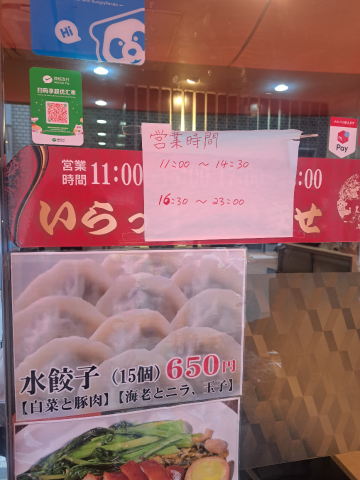 Hi
営業時間
11:00 〜 14:30
16:30 〜 23:00
営業
時間
11:00
:00
いらっ
せ
Pay
水餃子 (15個) 650円
【白菜と豚肉】【海老とニラ、玉子】